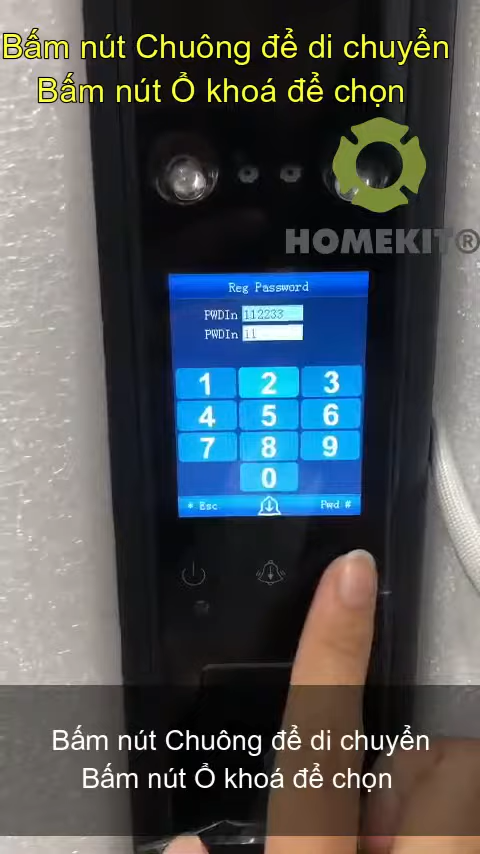 Bấm nút Chuông để di chuyển
Bấm nút Ổ khoá để chọn
HOMEKIT®
Reg Password
PWDIn 112233
PWDIn 11
1 2 3
4 5 6
7 8 9
0
* Esc Pwd #
Bấm nút Chuông để di chuyển
Bấm nút Ổ khoá để chọn